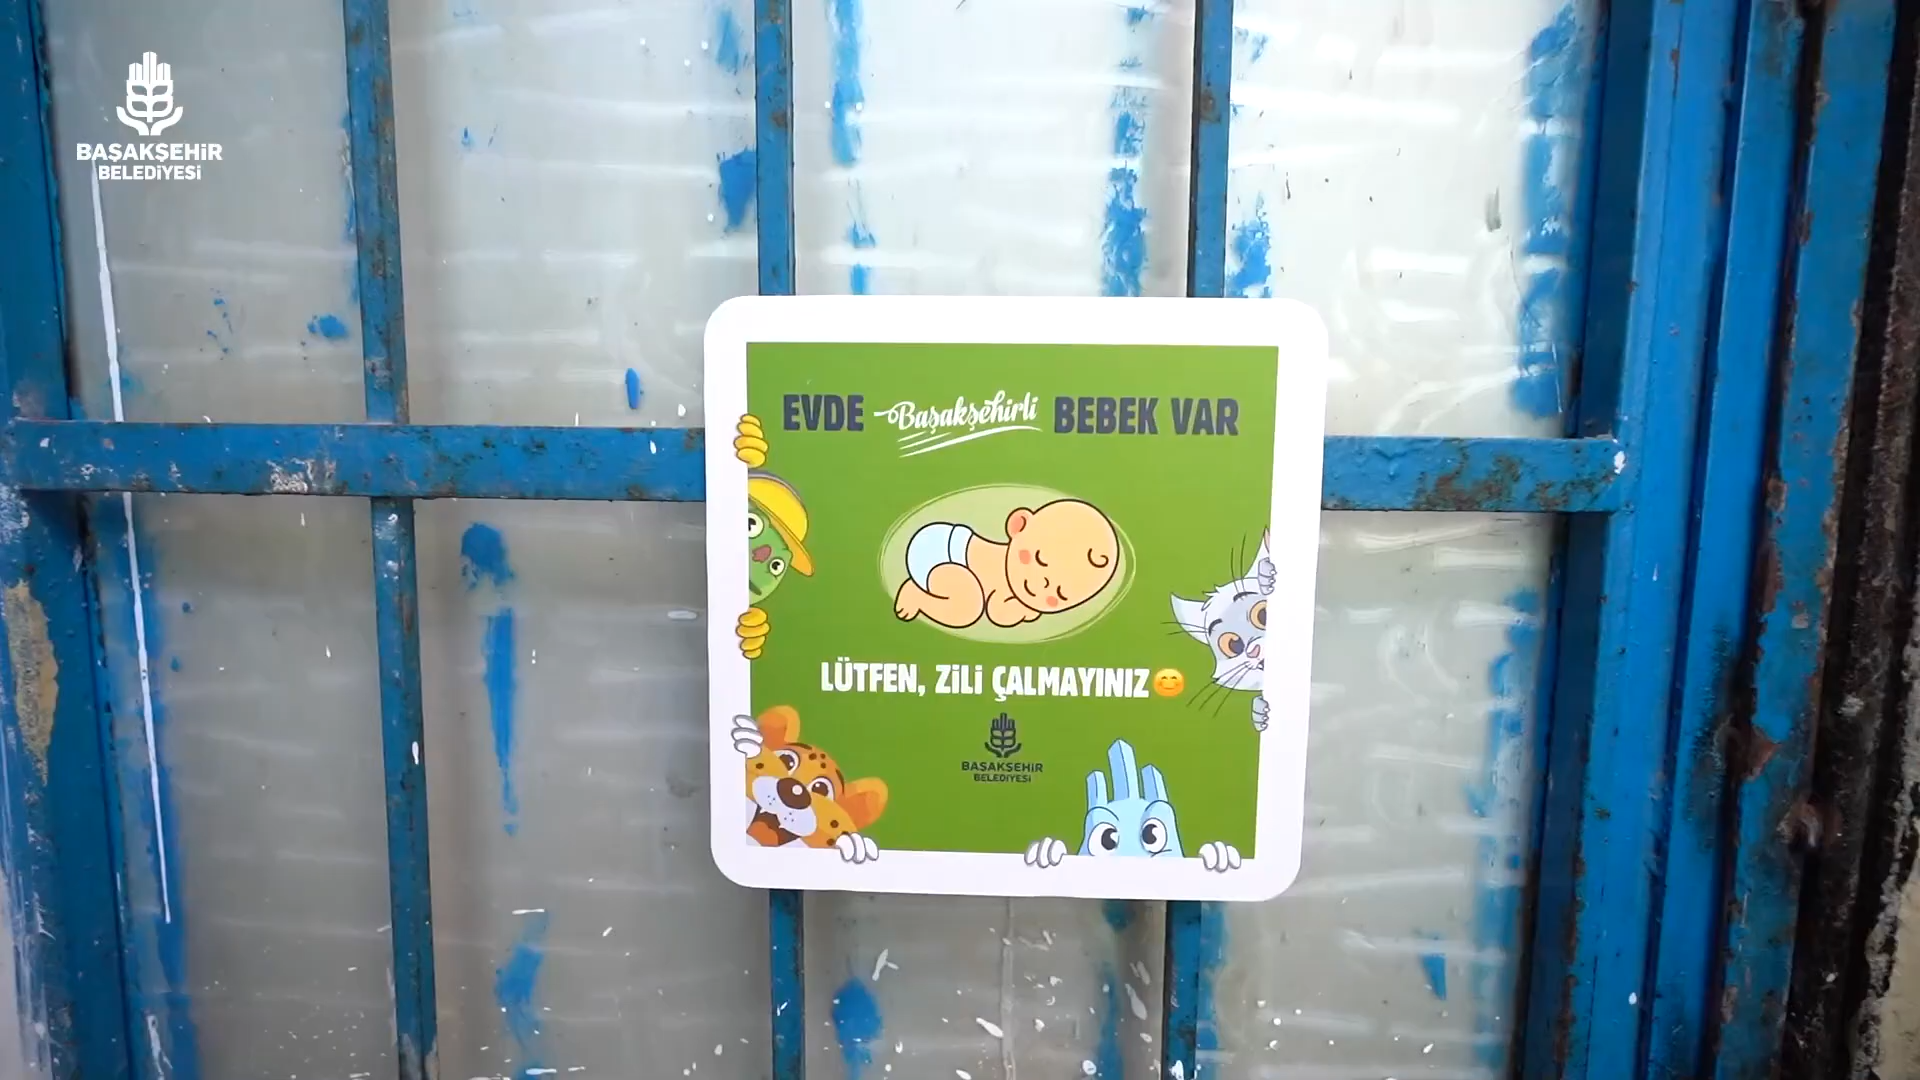 BAŞAKŞEHİR
BELEDİYESİ
EVDE Başakşehirli BEBEK VAR
LÜTFEN, ZİLİ ÇALMAYINIZ😊
BAŞAKŞEHİR
BELEDİYESİ